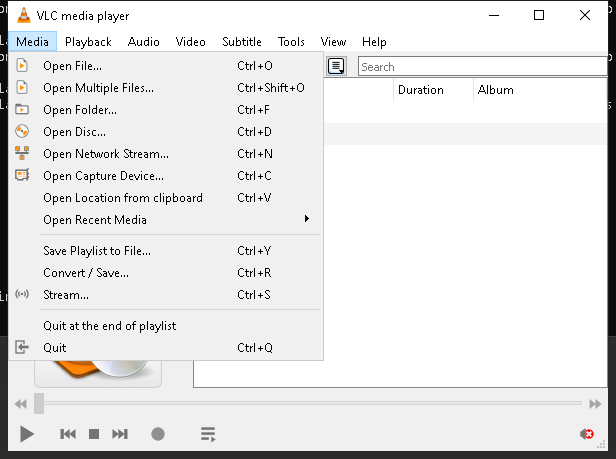 VLC media player
Media Playback Audio Video Subtitle Tools View Help
Open File... Ctrl+O
Open Multiple Files... Ctrl+Shift+O
Open Folder... Ctrl+F
Open Disc... Ctrl+D
Open Network Stream... Ctrl+N
Open Capture Device... Ctrl+C
Open Location from clipboard Ctrl+V
Open Recent Media
Save Playlist to File... Ctrl+Y
Convert / Save... Ctrl+R
Stream... Ctrl+S
Quit at the end of playlist
Quit Ctrl+Q
Search
Duration Album